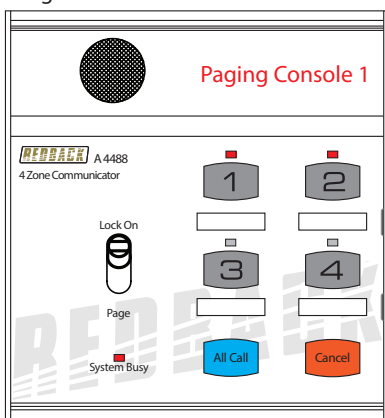 Paging Console 1
REDBACK A 4488
4 Zone Communicator
1
2
Lock On
3
4
Page
REDBACK
System Busy
All Call
Cancel